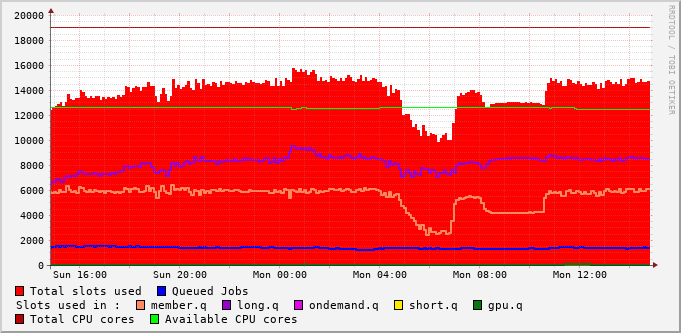 RRDTOOL / TOBI OETIKER
20000
18000
16000
14000
12000
10000
8000
6000
4000
2000
0
Sun 16:00 Sun 20:00 Mon 00:00 Mon 04:00 Mon 08:00 Mon 12:00
Total slots used Queued Jobs
Slots used in : member.q long.q ondemand.q short.q gpu.q
Total CPU cores Available CPU cores